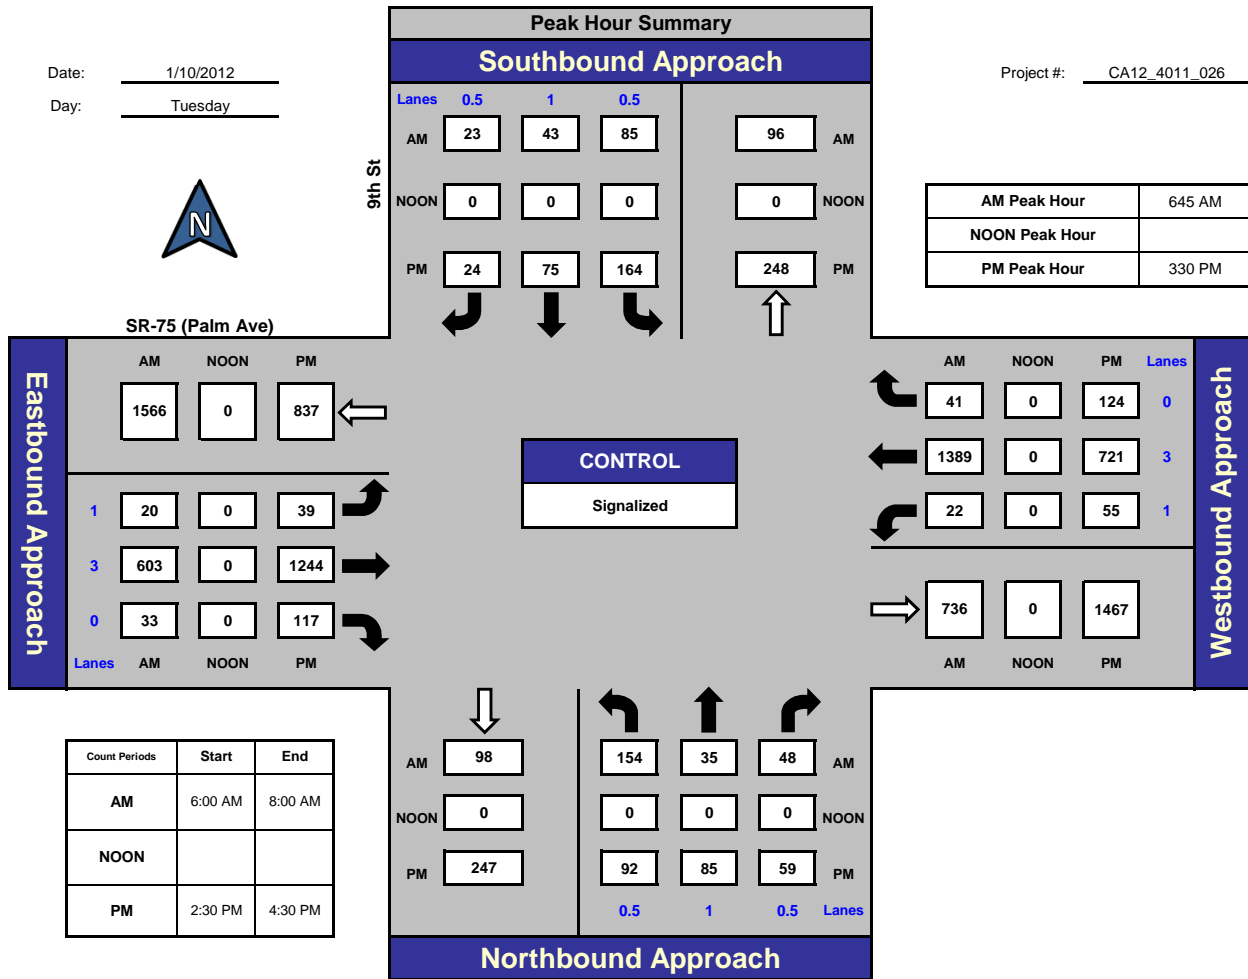 Peak Hour Summary
Southbound Approach
Date: 1/10/2012
Project #: CA12_4011_026
Day: Tuesday
Lanes 0.5 1 0.5
AM 23 43 85 96 AM
9th St
NOON 0 0 0 0 NOON
PM 24 75 164 248 PM
N
AM Peak Hour 645 AM
NOON Peak Hour
PM Peak Hour 330 PM
SR-75 (Palm Ave)
Eastbound Approach
AM NOON PM
1566 0 837
1 20 0 39
3 603 0 1244
0 33 0 117
Lanes AM NOON PM
CONTROL
Signalized
AM NOON PM Lanes
41 0 124 0
1389 0 721 3
22 0 55 1
736 0 1467
AM NOON PM
Westbound Approach
Count Periods Start End
AM 6:00 AM 8:00 AM
NOON
PM 2:30 PM 4:30 PM
AM 98 154 35 48 AM
NOON 0 0 0 0 NOON
PM 247 92 85 59 PM
0.5 1 0.5 Lanes
Northbound Approach